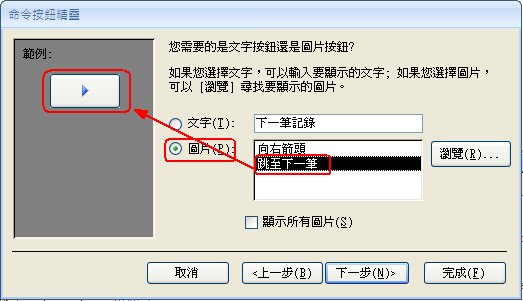 命令按鈕精靈
範例:
您需要的是文字按鈕還是圖片按鈕?
如果您選擇文字，可以輸入要顯示的文字; 如果您選擇圖片，
可以 [瀏覽] 尋找要顯示的圖片。
文字(T):
下一筆記錄
圖片(P):
向右箭頭
跳至下一筆
瀏覽(R)...
顯示所有圖片(S)
取消
<上一步(B)
下一步(N)>
完成(F)